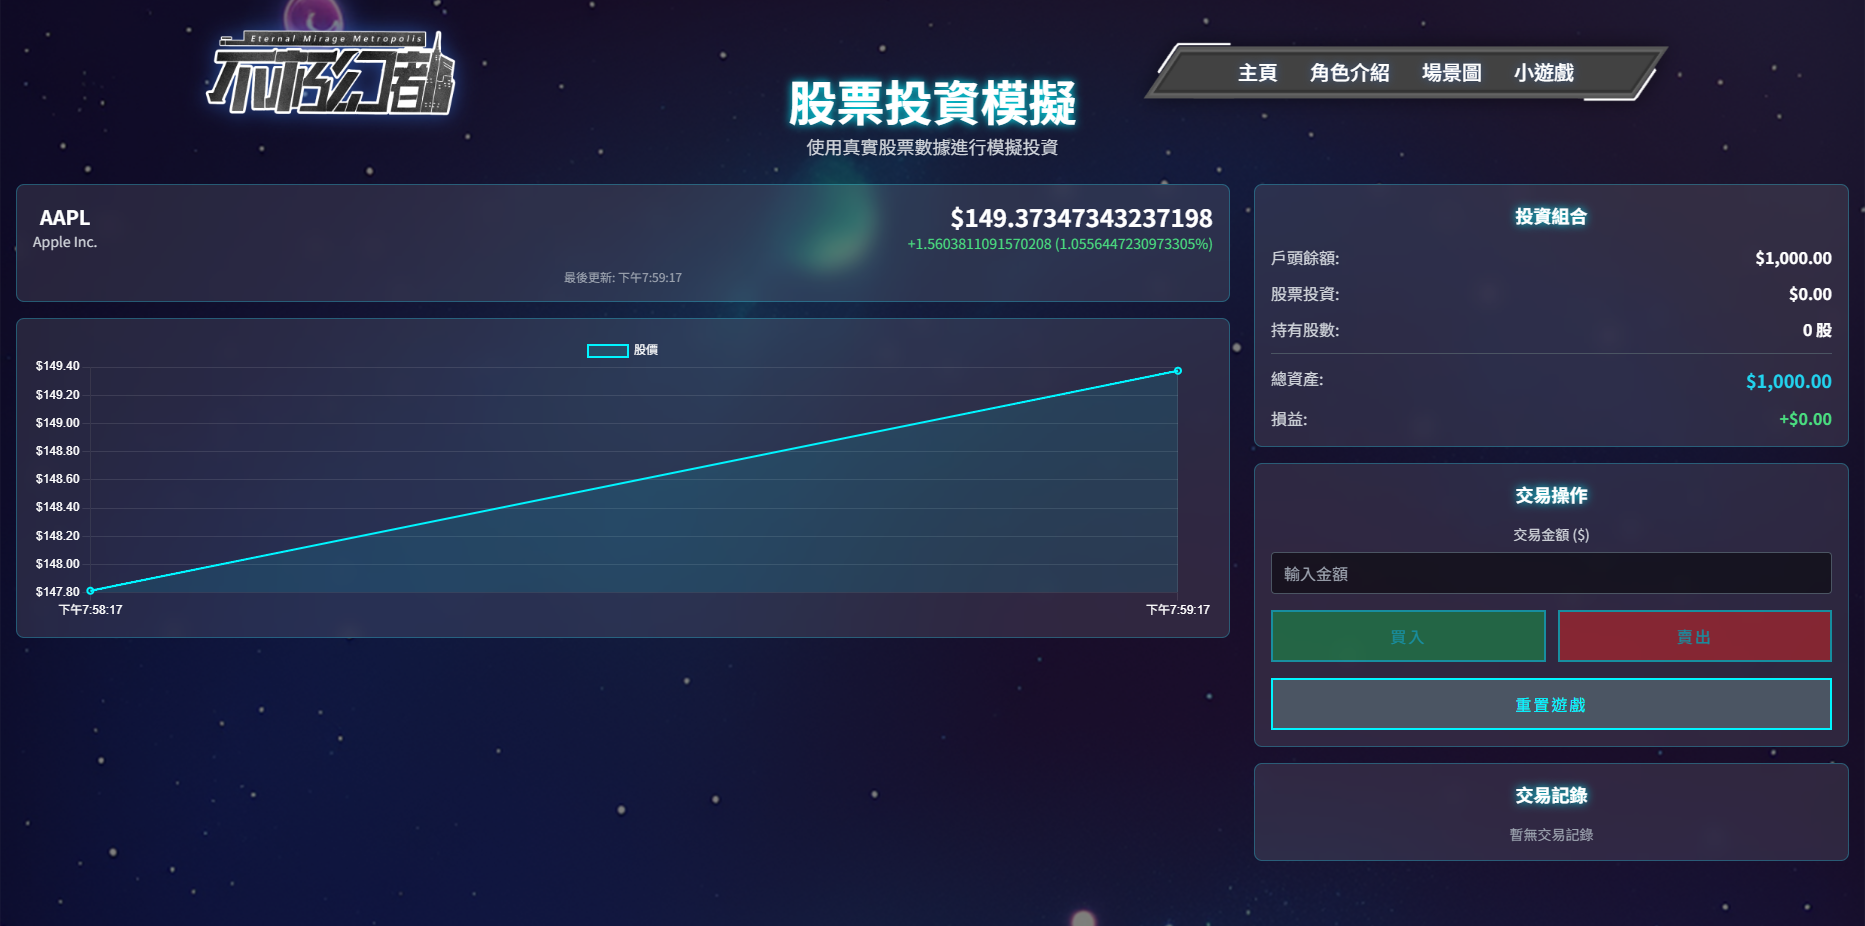 Eternal Mirage Metropolis
不極幻都
主頁 角色介紹 場景圖 小遊戲
股票投資模擬
使用真實股票數據進行模擬投資
AAPL
Apple Inc.
$149.37347343237198
+1.5603811091570208 (1.0556447230973305%)
最後更新: 下午7:59:17
股價
$149.40
$149.20
$149.00
$148.80
$148.60
$148.40
$148.20
$148.00
$147.80
下午7:58:17 下午7:59:17
投資組合
戶頭餘額: $1,000.00
股票投資: $0.00
持有股數: 0 股
總資產: $1,000.00
損益: +$0.00
交易操作
交易金額 ($)
輸入金額
買入 賣出
重置遊戲
交易記錄
暫無交易記錄